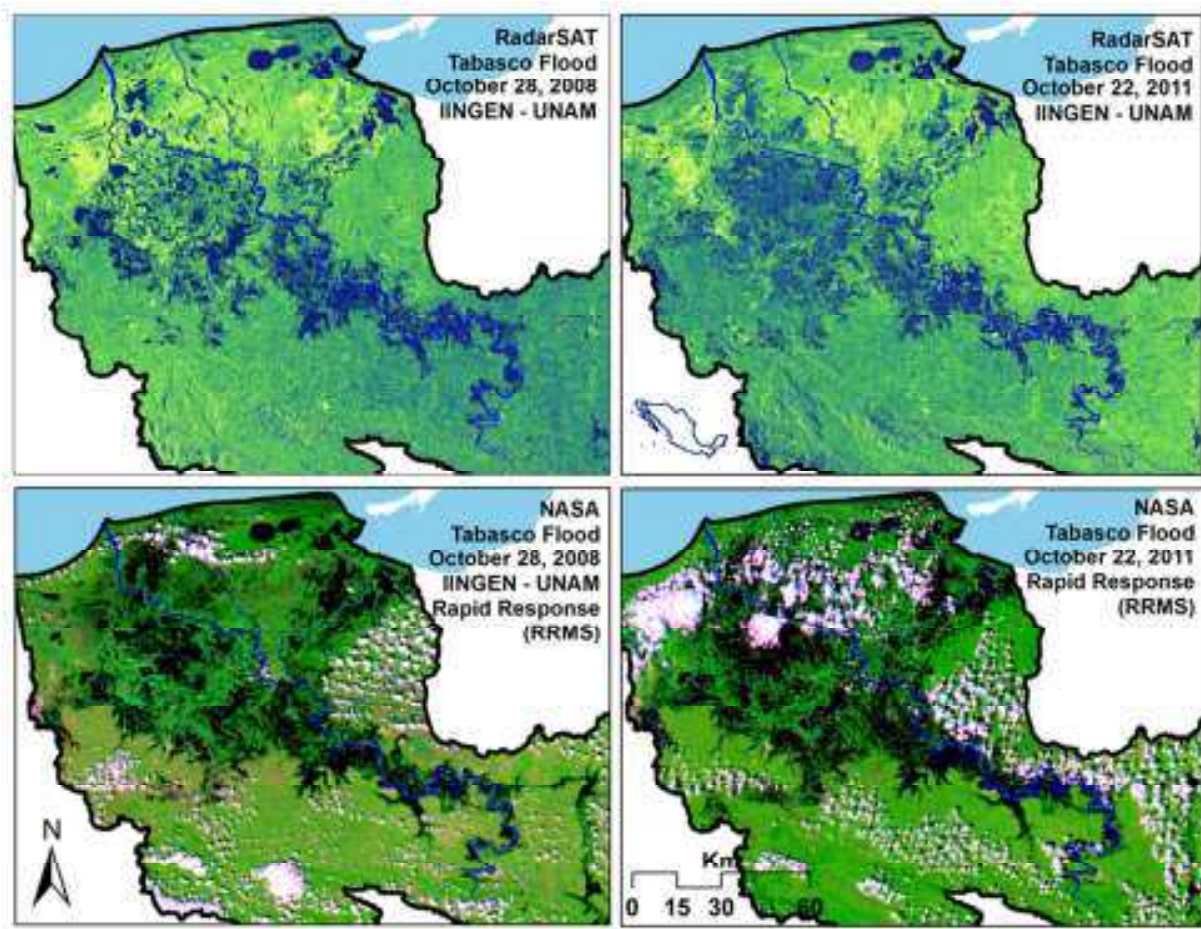 RadarSAT
Tabasco Flood
October 28, 2008
IINGEN - UNAM
RadarSAT
Tabasco Flood
October 22, 2011
IINGEN - UNAM
NASA
Tabasco Flood
October 28, 2008
IINGEN - UNAM
Rapid Response
(RRMS)
N
NASA
Tabasco Flood
October 22, 2011
Rapid Response
(RRMS)
Km
0 15 30 60